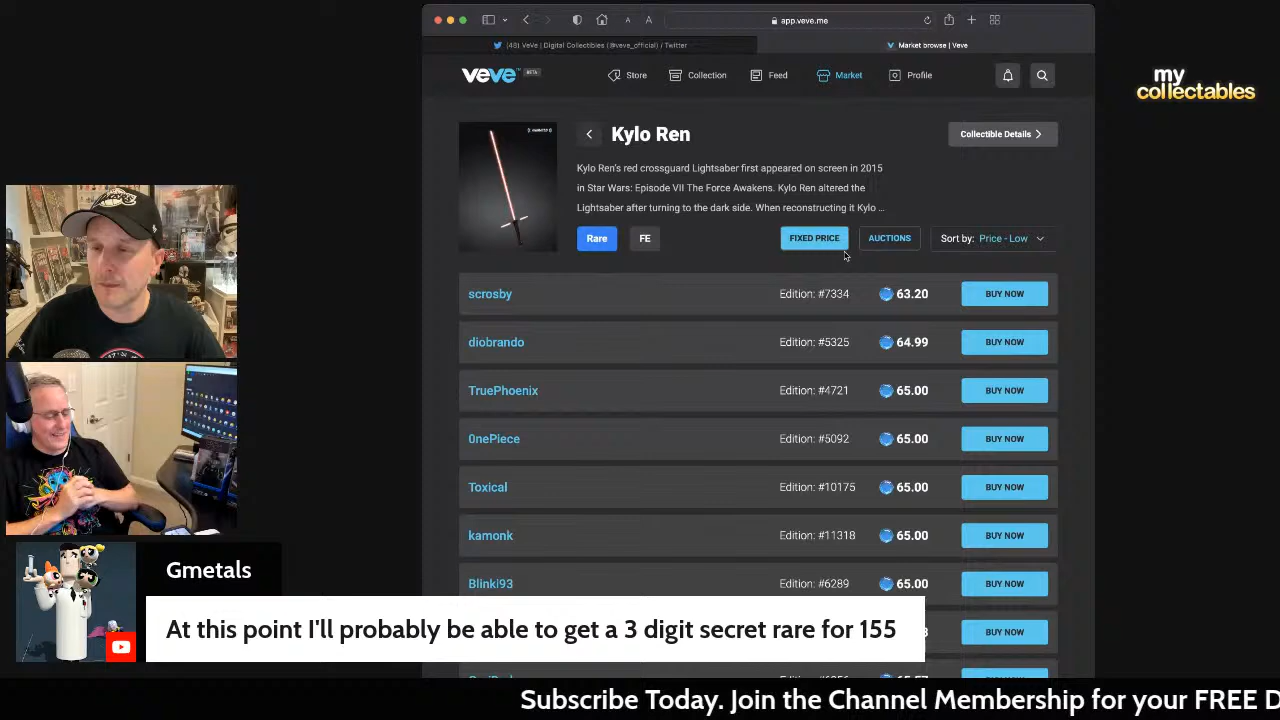 app.veve.me
(48) VeVe | Digital Collectibles (@veve_official) / Twitter
Market browse | Veve
VeVe BETA
Store
Collection
Feed
Market
Profile
my
collectables
Kylo Ren
Collectible Details
Kylo Ren's red crossguard Lightsaber first appeared on screen in 2015
in Star Wars: Episode VII The Force Awakens. Kylo Ren altered the
Lightsaber after turning to the dark side. When reconstructing it Kylo ...
Rare
FE
FIXED PRICE
AUCTIONS
Sort by: Price - Low
scrosby Edition: #7334 63.20 BUY NOW
diobrando Edition: #5325 64.99 BUY NOW
TruePhoenix Edition: #4721 65.00 BUY NOW
0nePiece Edition: #5092 65.00 BUY NOW
Toxical Edition: #10175 65.00 BUY NOW
kamonk Edition: #11318 65.00 BUY NOW
Blinki93 Edition: #6289 65.00 BUY NOW
BUY NOW
Gmetals
At this point I'll probably be able to get a 3 digit secret rare for 155
Subscribe Today. Join the Channel Membership for your FREE D